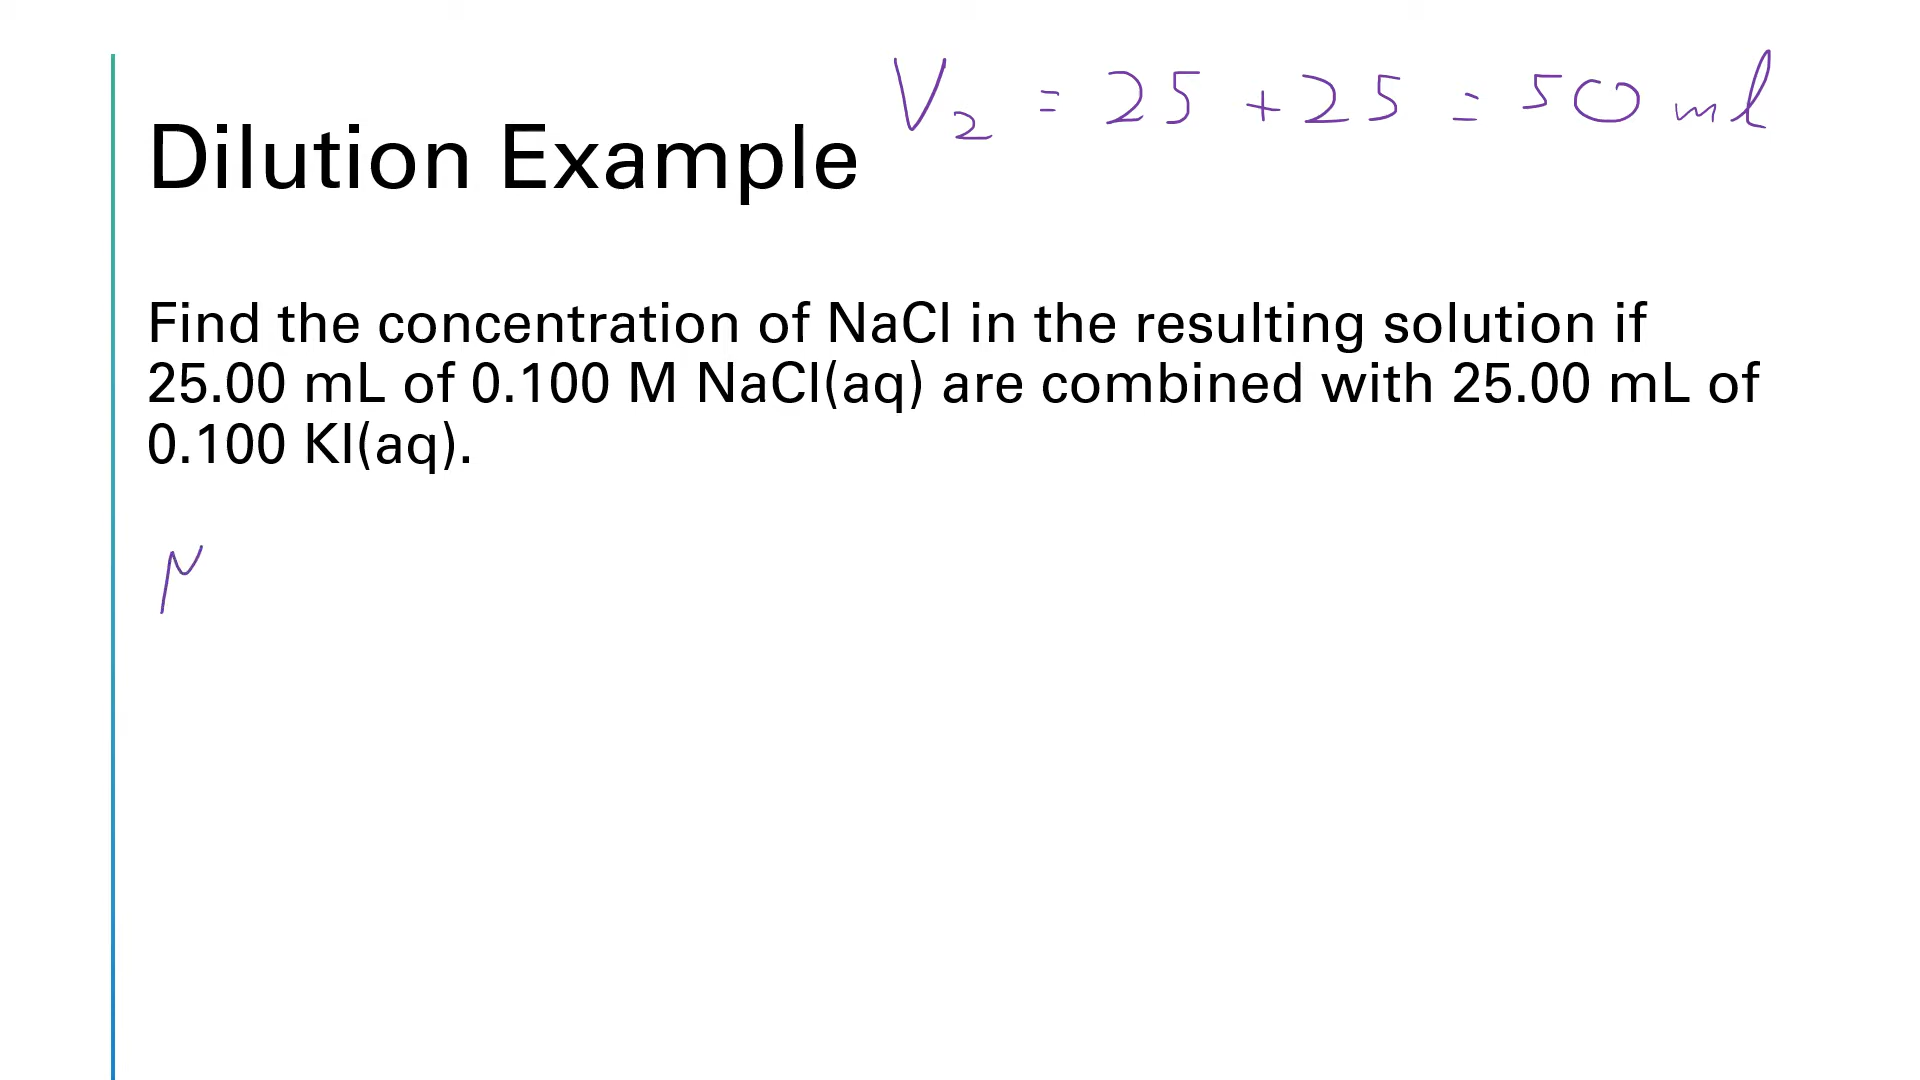 V₂ = 25 + 25 = 50 ml
Dilution Example
Find the concentration of NaCl in the resulting solution if
25.00 mL of 0.100 M NaCl(aq) are combined with 25.00 mL of
0.100 KI(aq).